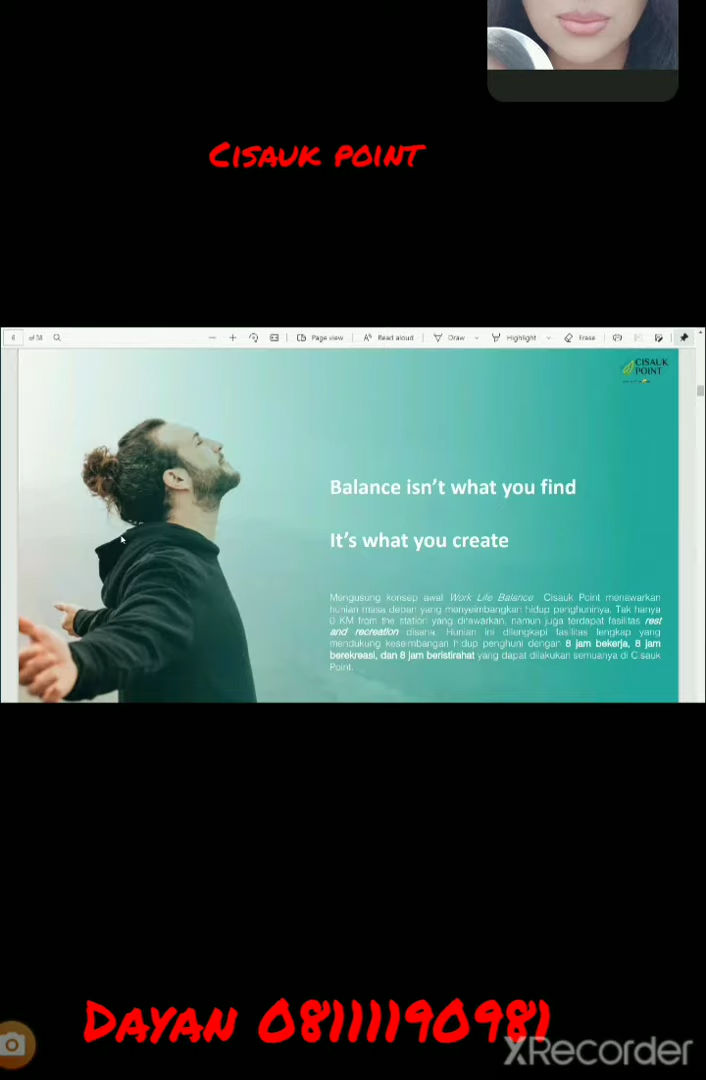 CISAUK POINT
6 of 38 Page view Read aloud Draw Highlight Erase
CISAUK
POINT
Balance isn't what you find
It's what you create
Mengusung konsep awal Work Life Balance Cisauk Point menawarkan
hunian masa depan yang menyeimbangkan hidup penghuninya. Tak hanya
0 KM from the station yang ditawarkan, namun juga terdapat fasilitas rest
and recreation disana. Hunian ini dilengkapi fasilitas lengkap yang
mendukung keseimbangan hidup penghuni dengan 8 jam bekerja, 8 jam
berekreasi, dan 8 jam beristirahat yang dapat dilakukan semuanya di Cisauk
Point.
DAYAN 08111190981
XRecorder